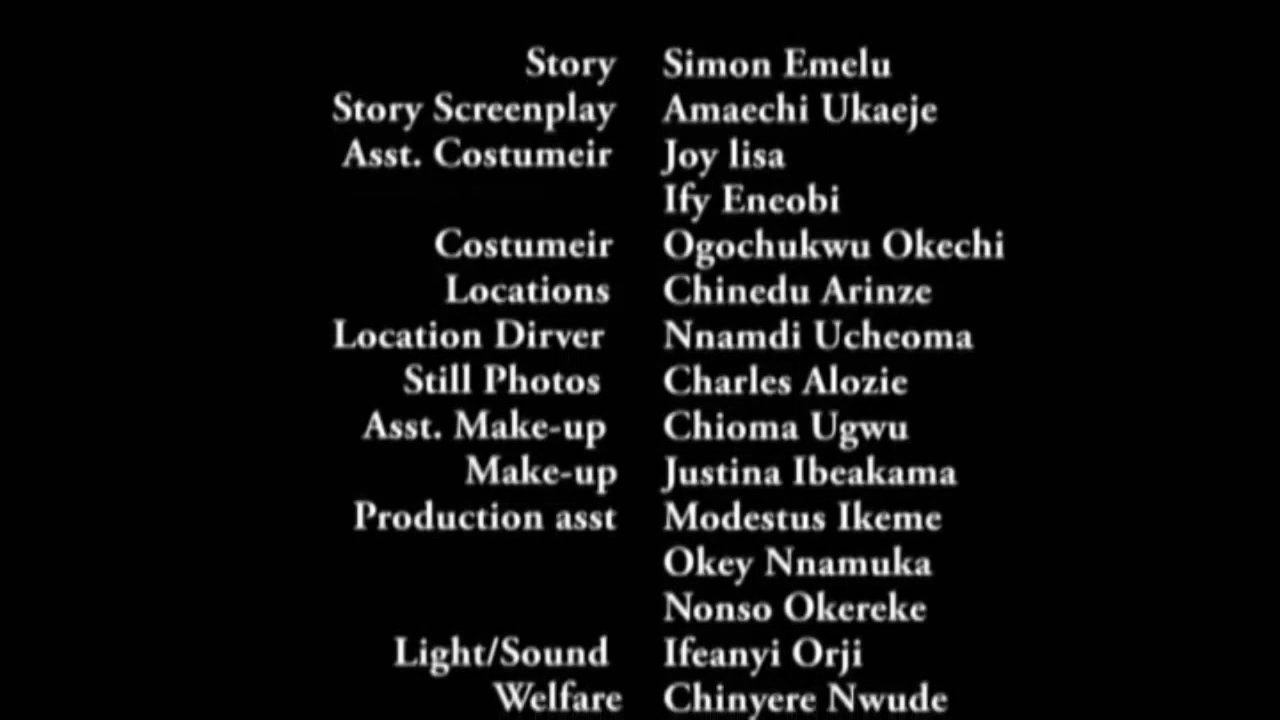 Story Simon Emelu
Story Screenplay Amaechi Ukaeje
Asst. Costumeir Joy lisa
Ify Eneobi
Costumeir Ogochukwu Okechi
Locations Chinedu Arinze
Location Dirver Nnamdi Ucheoma
Still Photos Charles Alozie
Asst. Make-up Chioma Ugwu
Make-up Justina Ibeakama
Production asst Modestus Ikeme
Okey Nnamuka
Nonso Okereke
Light/Sound Ifeanyi Orji
Welfare Chinyere Nwude